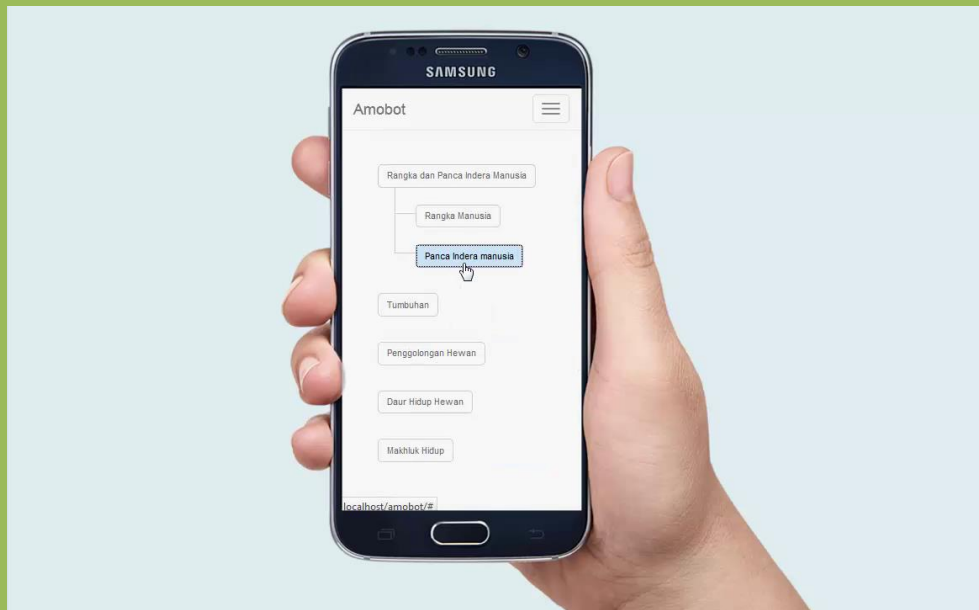 SAMSUNG
Amobot
Rangka dan Panca Indera Manusia
Rangka Manusia
Panca Indera manusia
Tumbuhan
Penggolongan Hewan
Daur Hidup Hewan
Makhluk Hidup
localhost/amobot/#